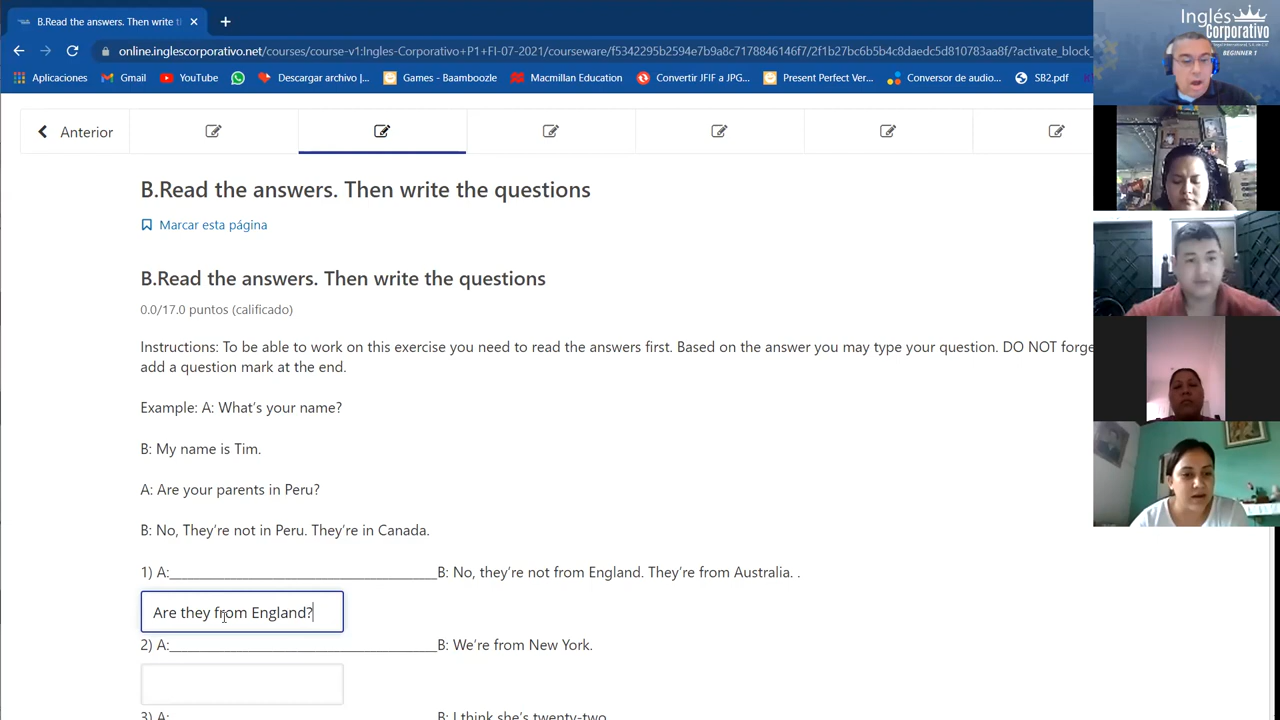 B.Read the answers. Then write t
online.inglescorporativo.net/courses/course-v1:Ingles-Corporativo+P1+FI-07-2021/courseware/f5342295b2594e7b9a8c7178846146f7/2f1b27bc6b5b4c8daedc5d810783aa8f/?activate_block_
Aplicaciones
Gmail
YouTube
Descargar archivo |...
Games - Baamboozle
Macmillan Education
Convertir JFIF a JPG...
Present Perfect Ver...
Conversor de audio...
SB2.pdf
Inglés
Corporativo
BEGINNER 1
Anterior
B.Read the answers. Then write the questions
Marcar esta página
B.Read the answers. Then write the questions
0.0/17.0 puntos (calificado)
Instructions: To be able to work on this exercise you need to read the answers first. Based on the answer you may type your question. DO NOT forge
add a question mark at the end.
Example: A: What's your name?
B: My name is Tim.
A: Are your parents in Peru?
B: No, They're not in Peru. They're in Canada.
1) A:_________________________________B: No, they're not from England. They're from Australia. .
Are they from England?
2) A:_________________________________B: We're from New York.
3) A:_________________________________B: I think she's twenty-two